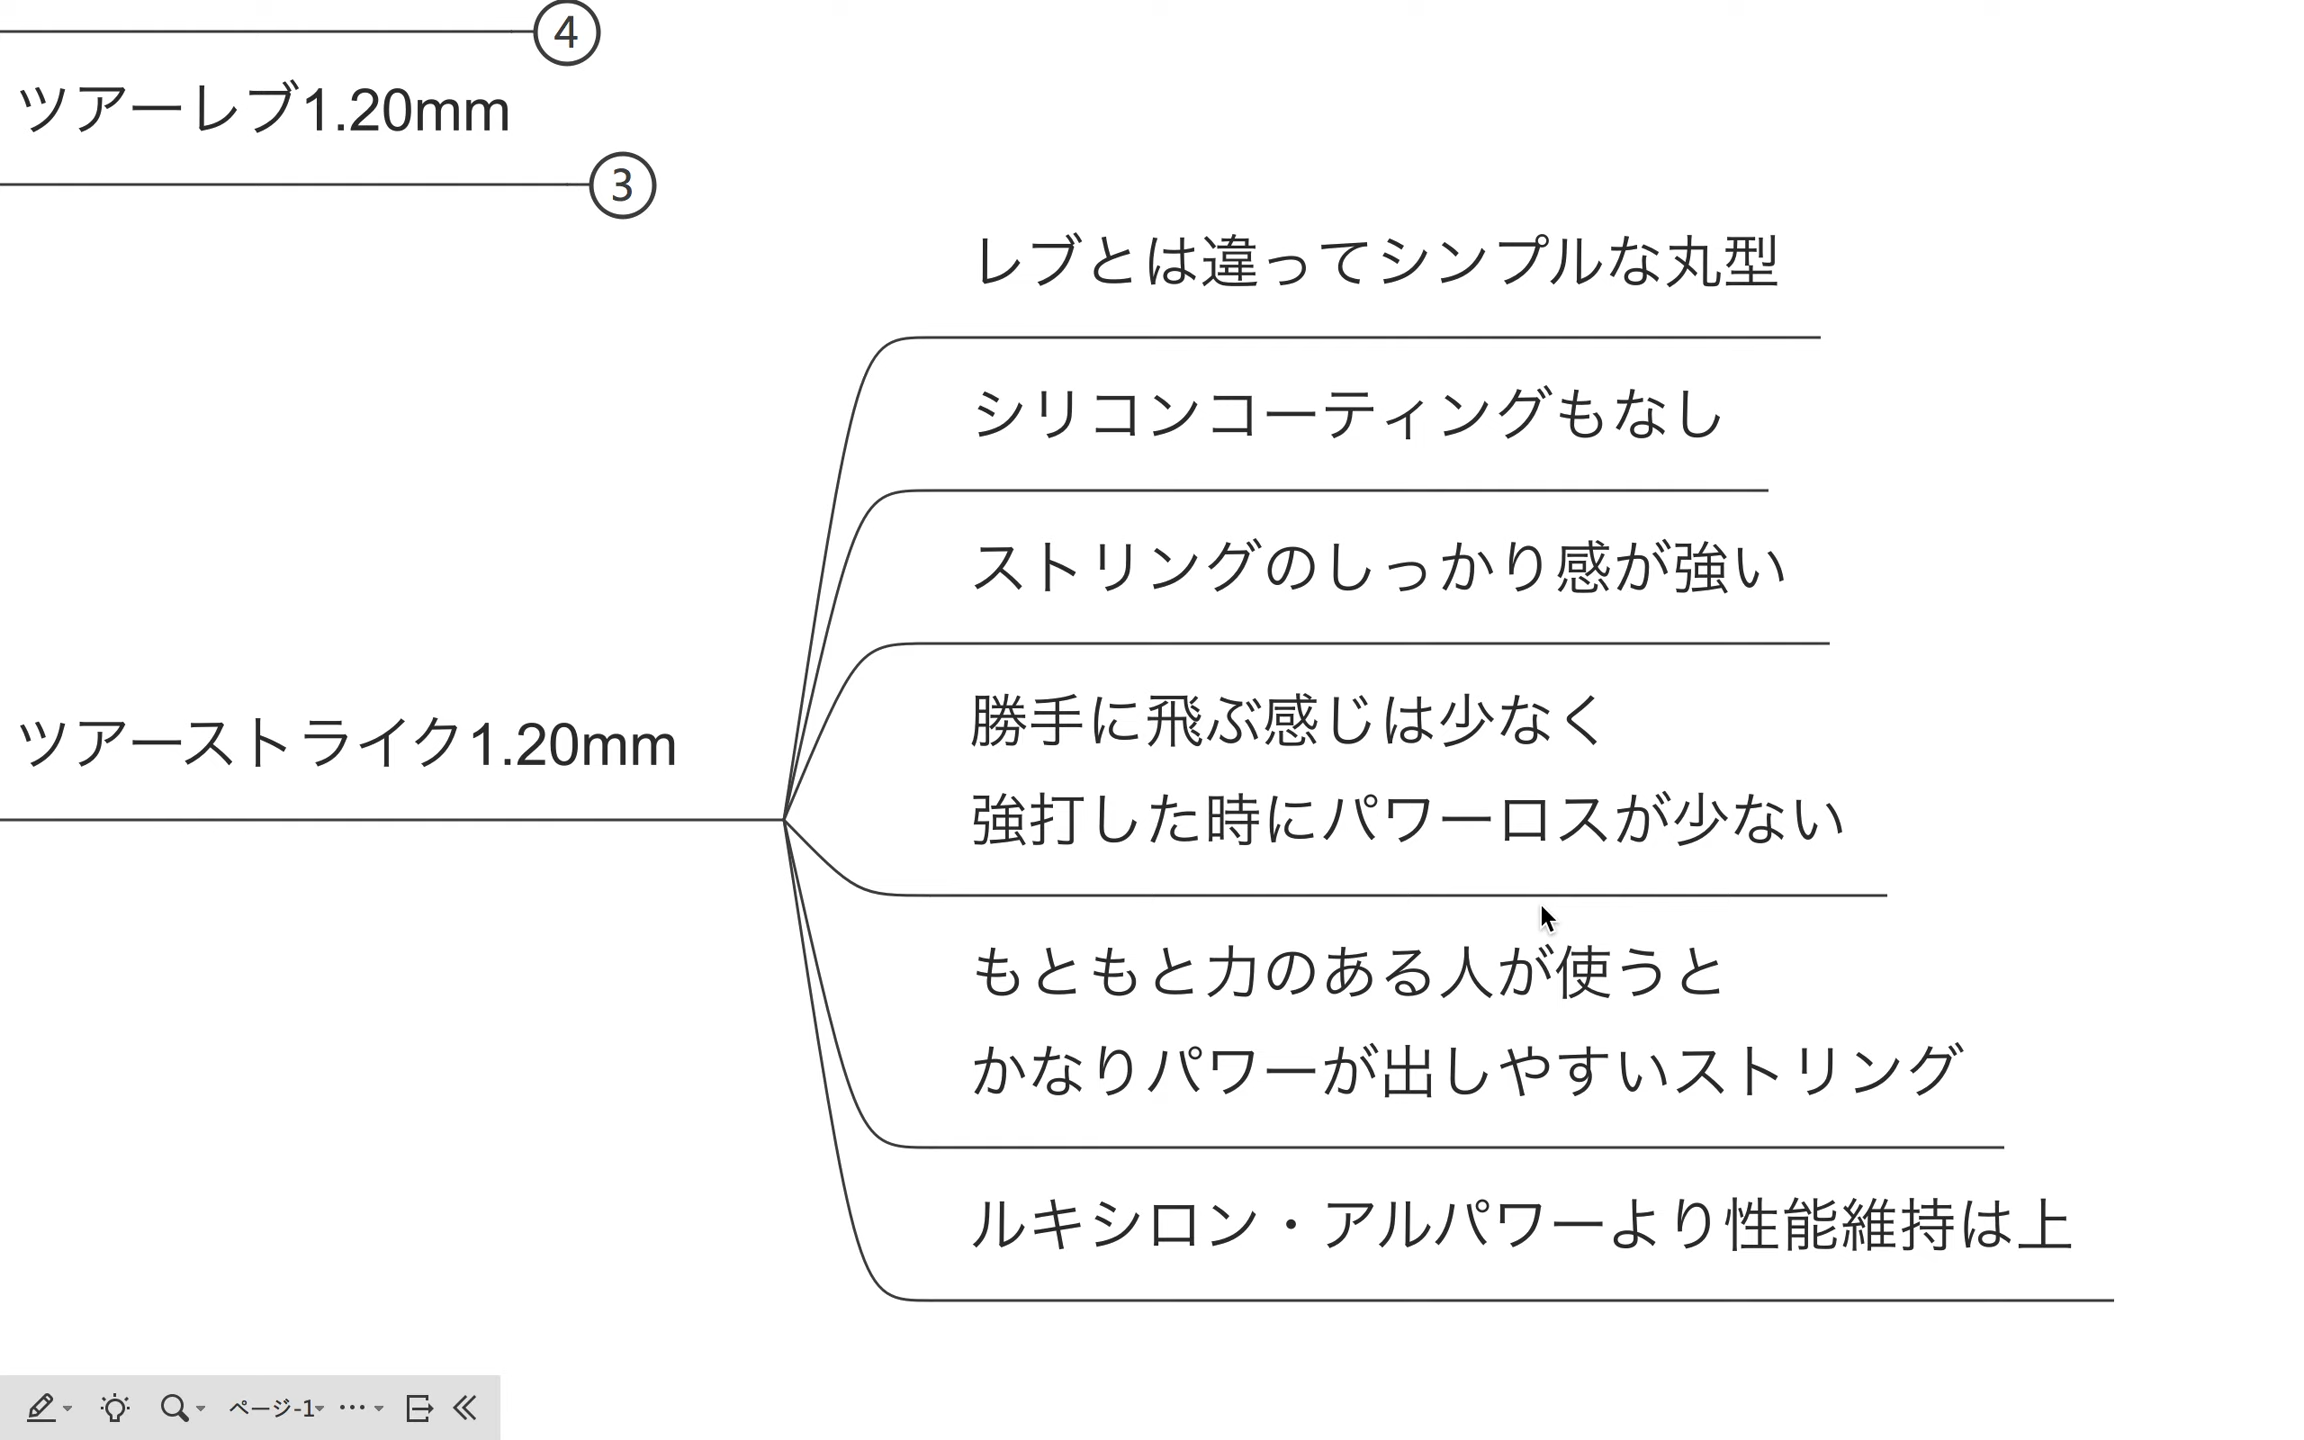 ④
ツアーレブ1.20mm
③
レブとは違ってシンプルな丸型
シリコンコーティングもなし
ストリングのしっかり感が強い
勝手に飛ぶ感じは少なく
強打した時にパワーロスが少ない
ツアーストライク1.20mm
もともと力のある人が使うと
かなりパワーが出しやすいストリング
ルキシロン・アルパワーより性能維持は上
ページ-1